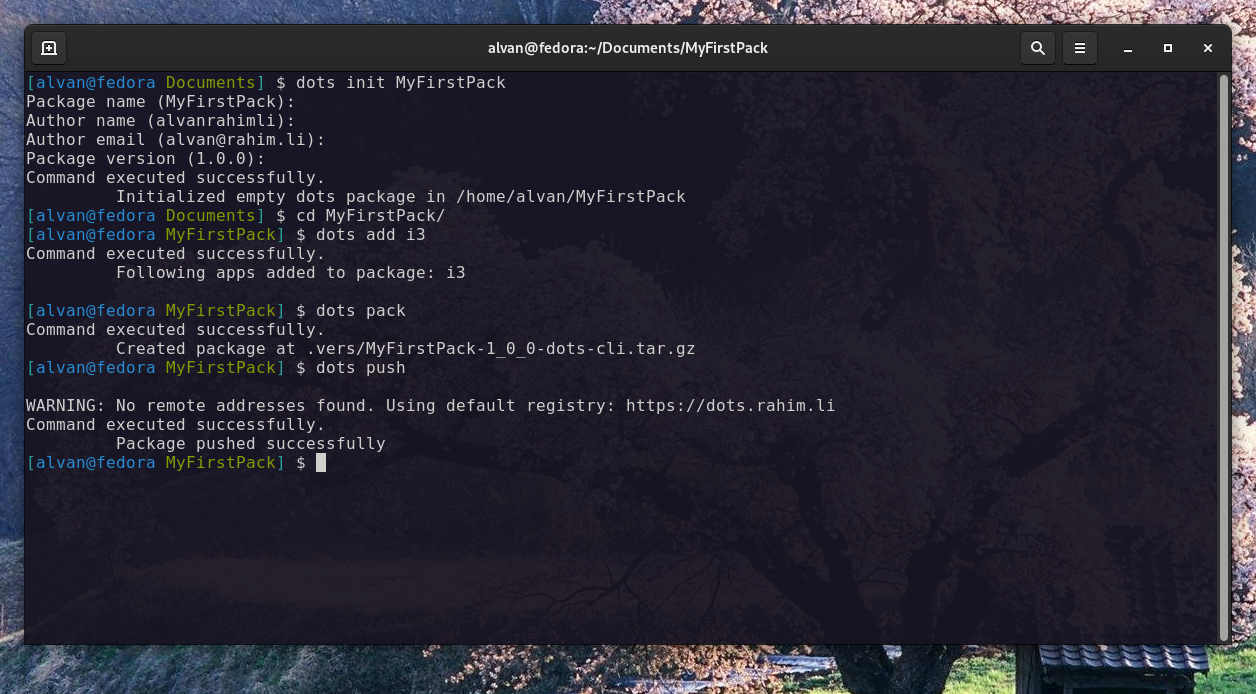 alvan@fedora:~/Documents/MyFirstPack
[alvan@fedora Documents] $ dots init MyFirstPack
Package name (MyFirstPack):
Author name (alvanrahimli):
Author email (alvan@rahim.li):
Package version (1.0.0):
Command executed successfully.
Initialized empty dots package in /home/alvan/MyFirstPack
[alvan@fedora Documents] $ cd MyFirstPack/
[alvan@fedora MyFirstPack] $ dots add i3
Command executed successfully.
Following apps added to package: i3
[alvan@fedora MyFirstPack] $ dots pack
Command executed successfully.
Created package at .vers/MyFirstPack-1_0_0-dots-cli.tar.gz
[alvan@fedora MyFirstPack] $ dots push
WARNING: No remote addresses found. Using default registry: https://dots.rahim.li
Command executed successfully.
Package pushed successfully
[alvan@fedora MyFirstPack] $